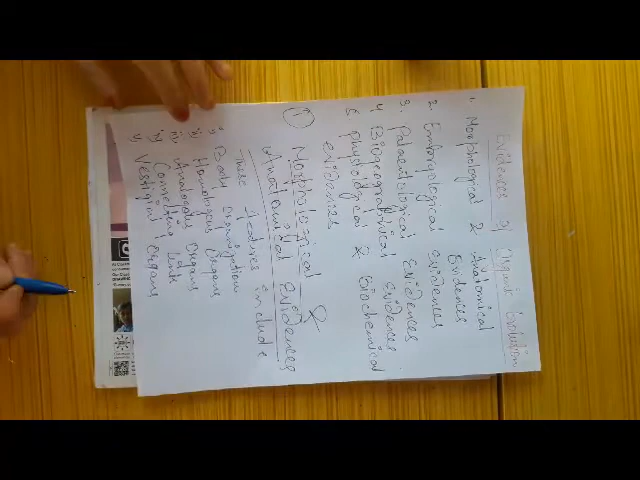 Evidences of Organic Evolution
1. Morphological & Anatomical
Evidences
2 Embryological Evidences
3. Palaentological Evidences
4 Biogeographical Evidences.
5 Physiological & Biochemical
evidences
① Morphological &
Anatomical Evidences
These features include
i) Body organization
ii) Homologous Organs
iii) Analogous Organs
iv) Connecting Link
v) Vestigial Organs